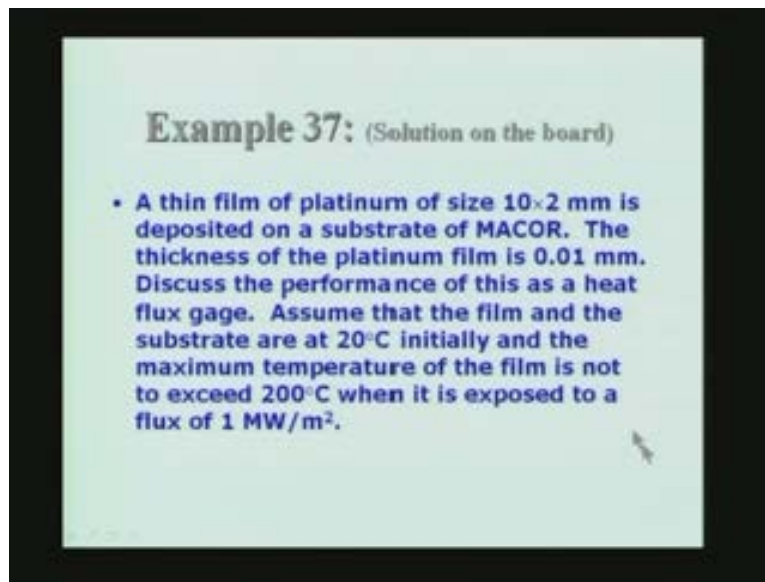 Example 37: (Solution on the board)
• A thin film of platinum of size 10×2 mm is
deposited on a substrate of MACOR. The
thickness of the platinum film is 0.01 mm.
Discuss the performance of this as a heat
flux gage. Assume that the film and the
substrate are at 20°C initially and the
maximum temperature of the film is not
to exceed 200°C when it is exposed to a
flux of 1 MW/m².